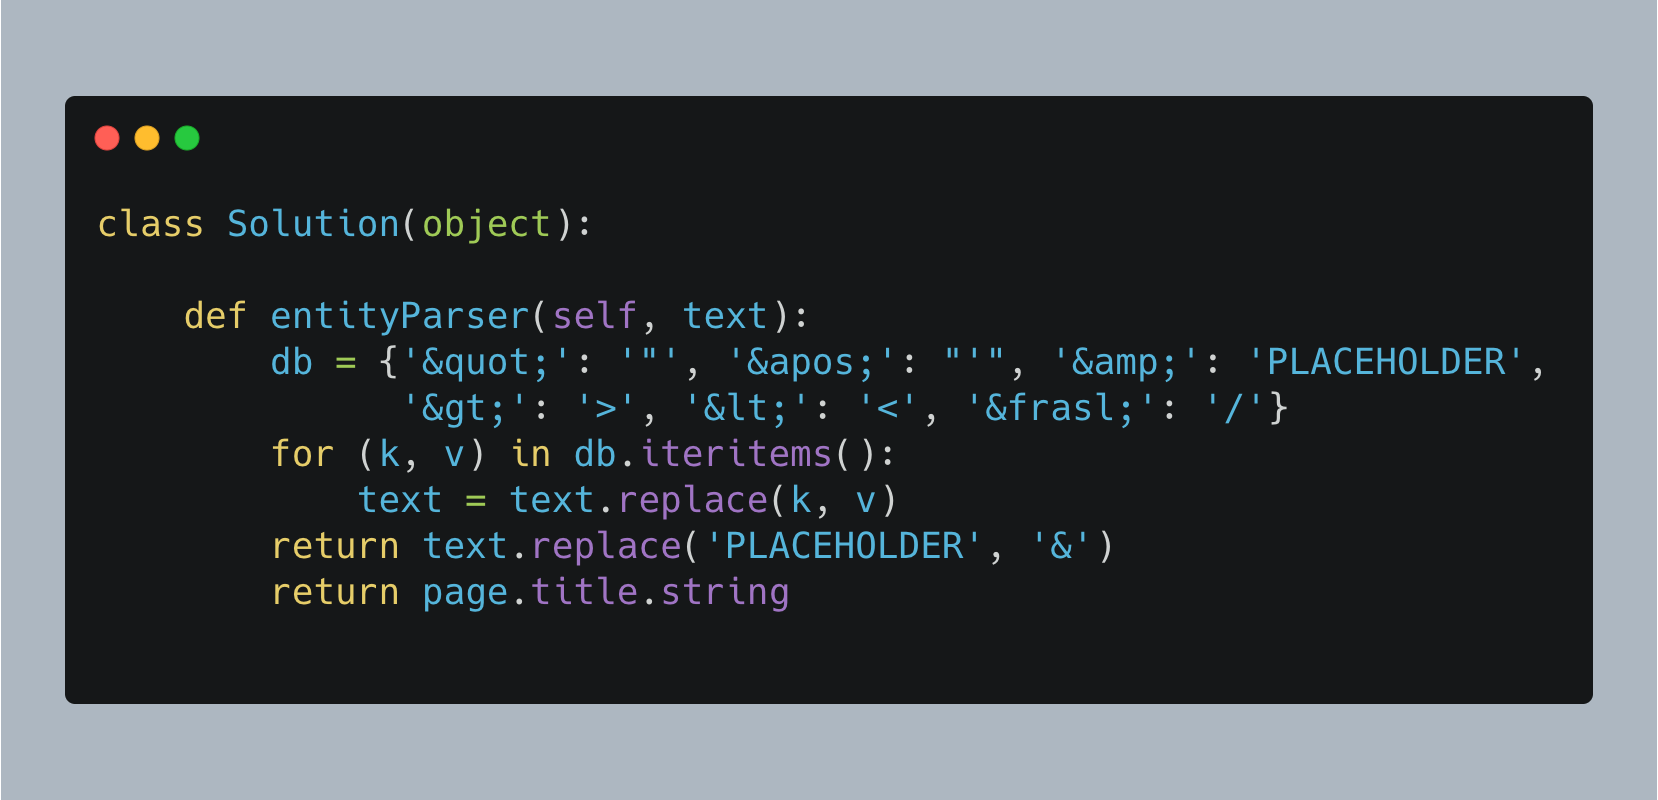 class Solution(object):
    def entityParser(self, text):
        db = {'&quot;': '"', '&apos;': "'", '&amp;': 'PLACEHOLDER',
              '&gt;': '>', '&lt;': '<', '&frasl;': '/'}
        for (k, v) in db.iteritems():
            text = text.replace(k, v)
        return text.replace('PLACEHOLDER', '&')
        return page.title.string